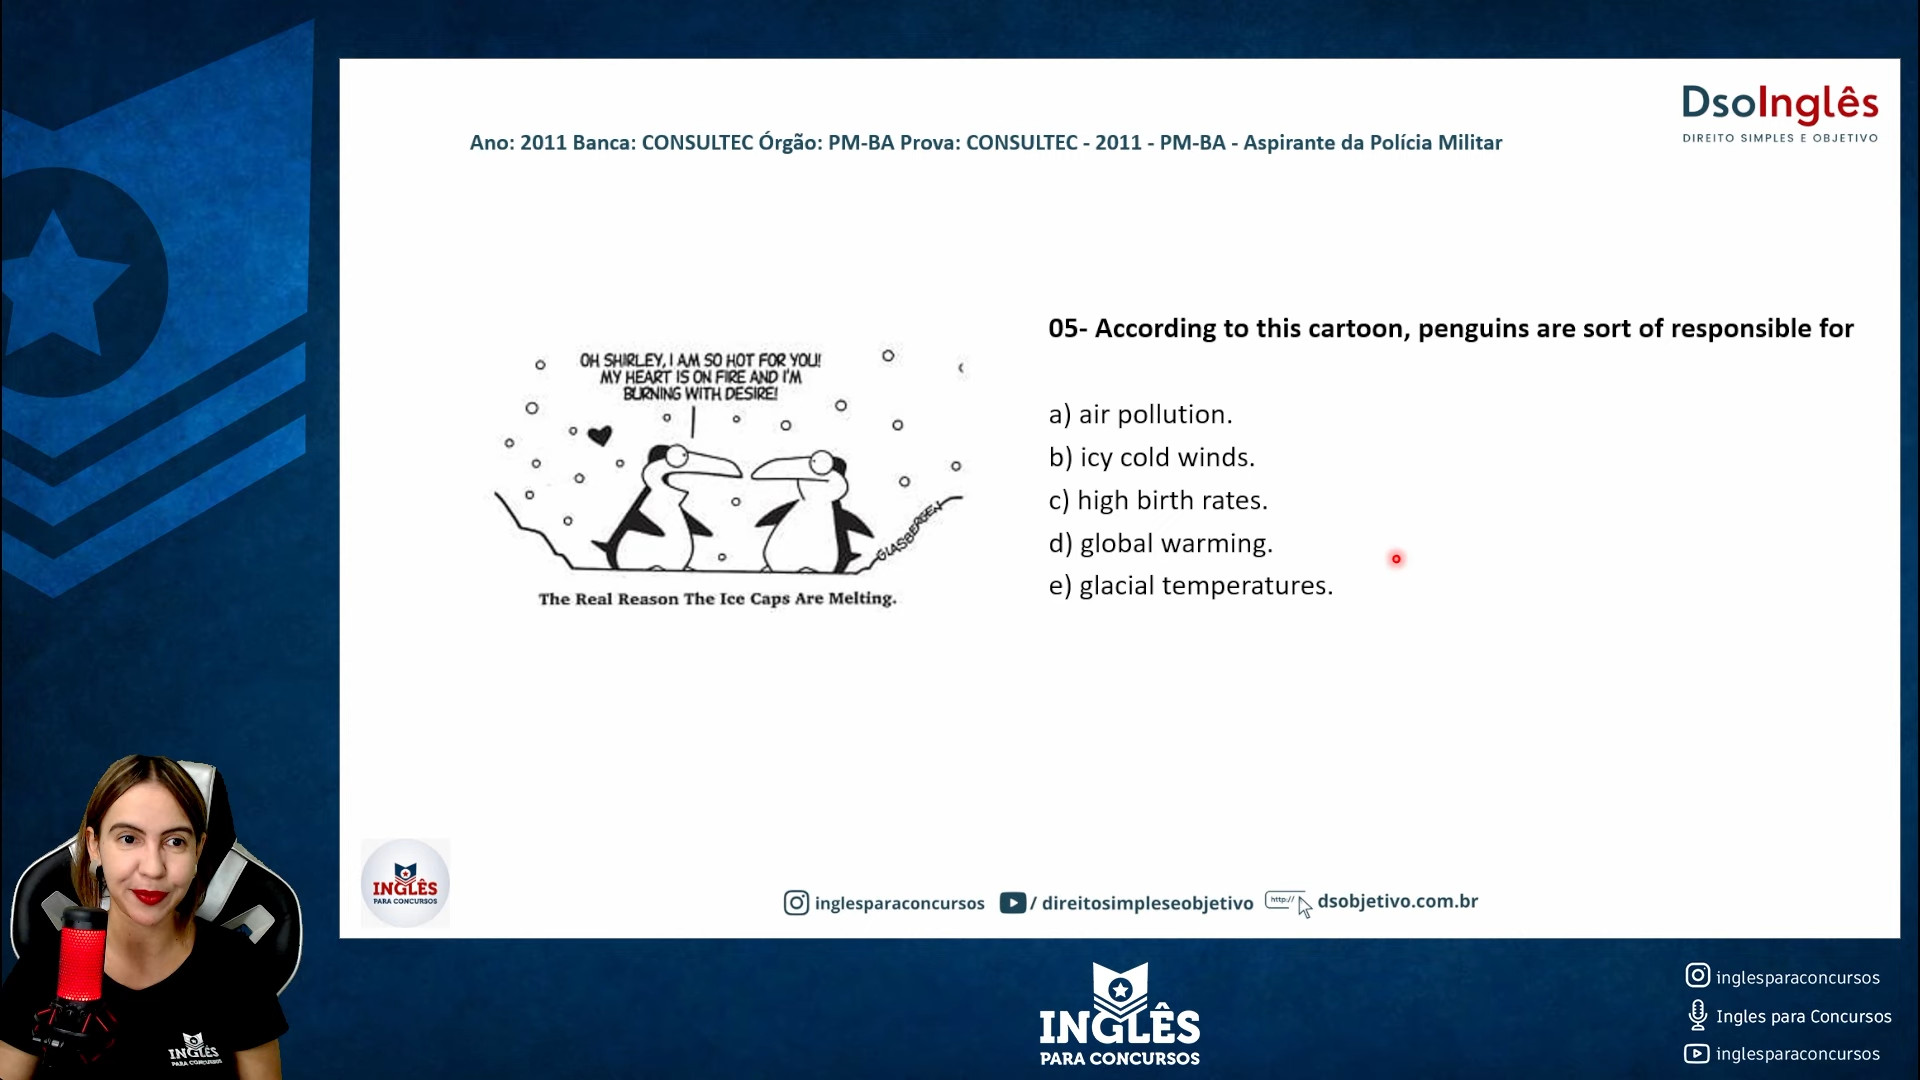 DsoInglês
DIREITO SIMPLES E OBJETIVO
Ano: 2011 Banca: CONSULTEC Órgão: PM-BA Prova: CONSULTEC - 2011 - PM-BA - Aspirante da Polícia Militar
OH SHIRLEY, I AM SO HOT FOR YOU!
MY HEART IS ON FIRE AND I'M
BURNING WITH DESIRE!
GLASBERGEN
The Real Reason The Ice Caps Are Melting.
05- According to this cartoon, penguins are sort of responsible for
a) air pollution.
b) icy cold winds.
c) high birth rates.
d) global warming.
e) glacial temperatures.
INGLÊS
PARA CONCURSOS
inglesparaconcursos / direitosimpleseobjetivo http:// dsobjetivo.com.br
INGLÊS
PARA CONCURSOS
INGLÊS
PARA CONCURSOS
inglesparaconcursos
Ingles para Concursos
inglesparaconcursos